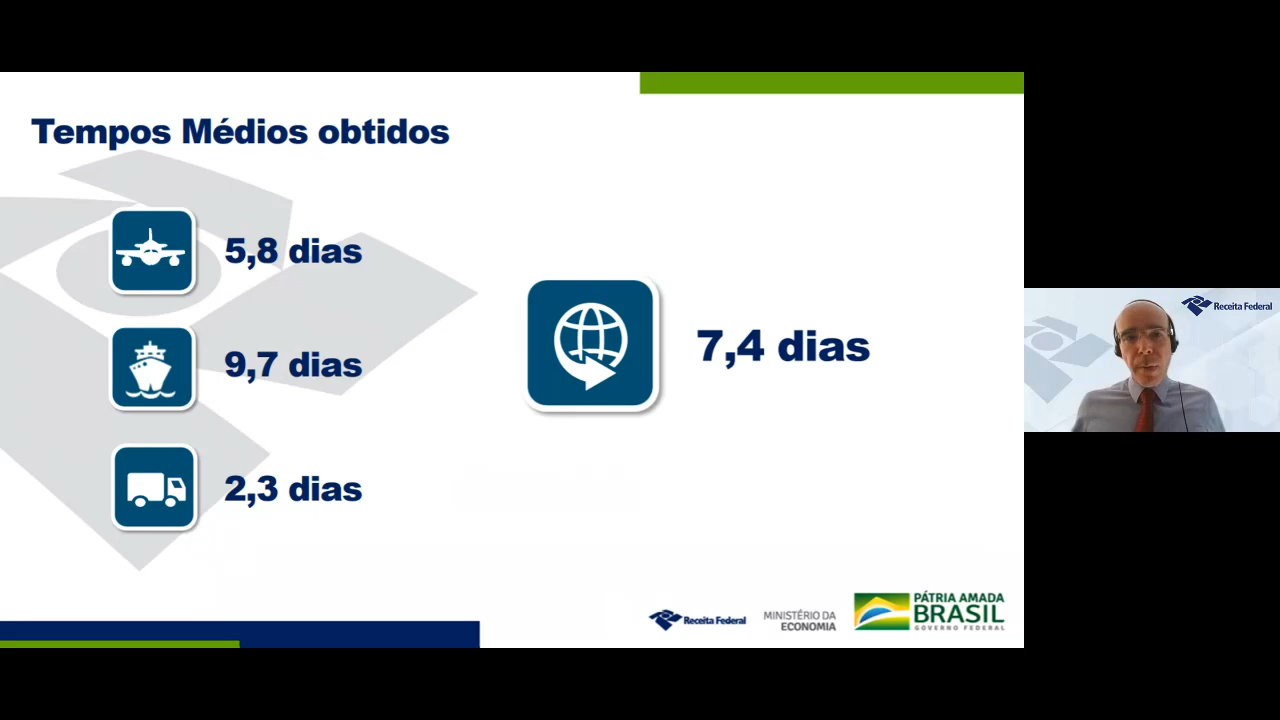 Tempos Médios obtidos
5,8 dias
9,7 dias
2,3 dias
7,4 dias
Receita Federal
MINISTÉRIO DA
ECONOMIA
PÁTRIA AMADA
BRASIL
GOVERNO FEDERAL
Receita Federal